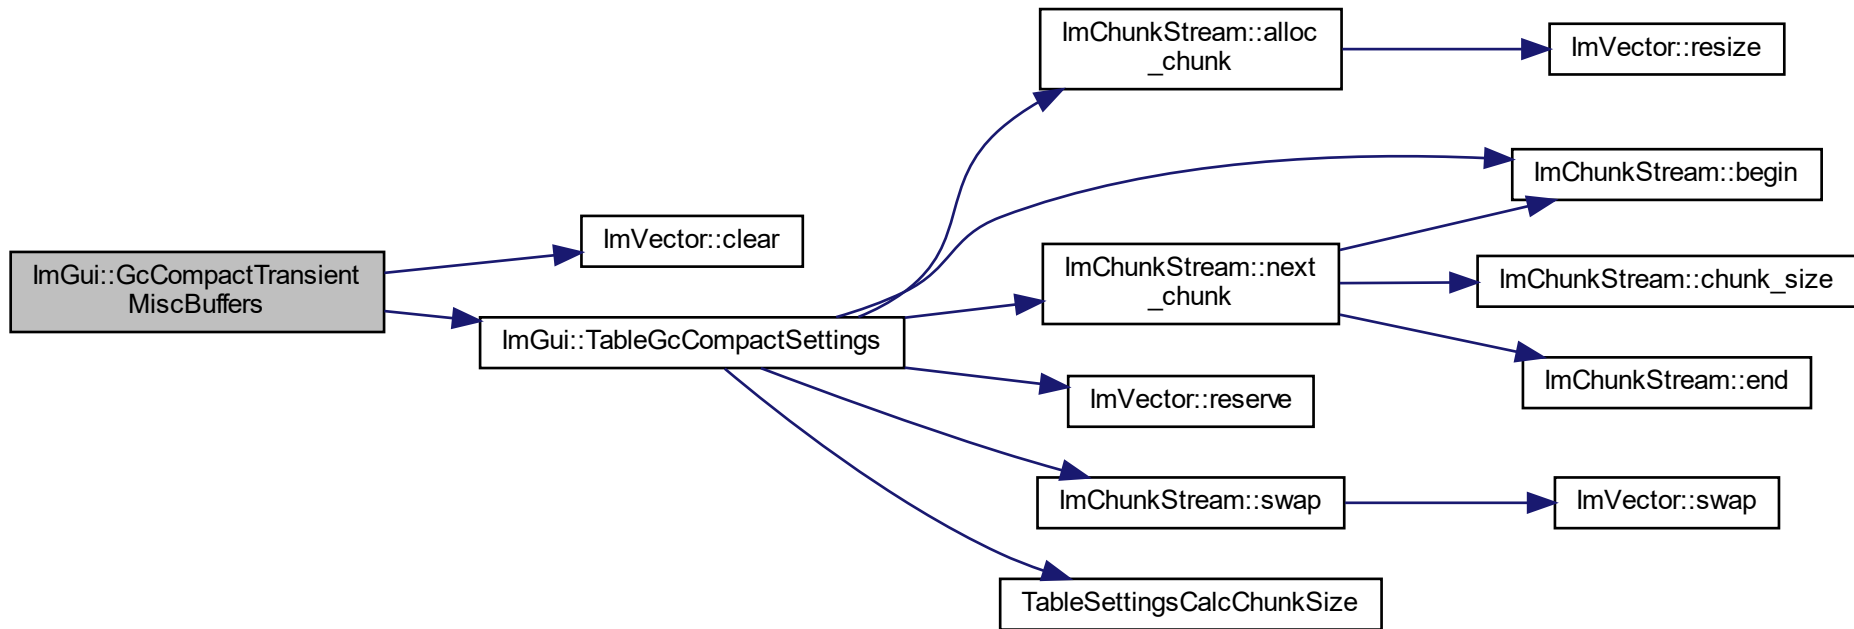 ImGui::GcCompactTransient
MiscBuffers
ImVector::clear
ImGui::TableGcCompactSettings
ImChunkStream::alloc
_chunk
ImVector::resize
ImChunkStream::begin
ImChunkStream::next
_chunk
ImChunkStream::chunk_size
ImChunkStream::end
ImVector::reserve
ImChunkStream::swap
ImVector::swap
TableSettingsCalcChunkSize